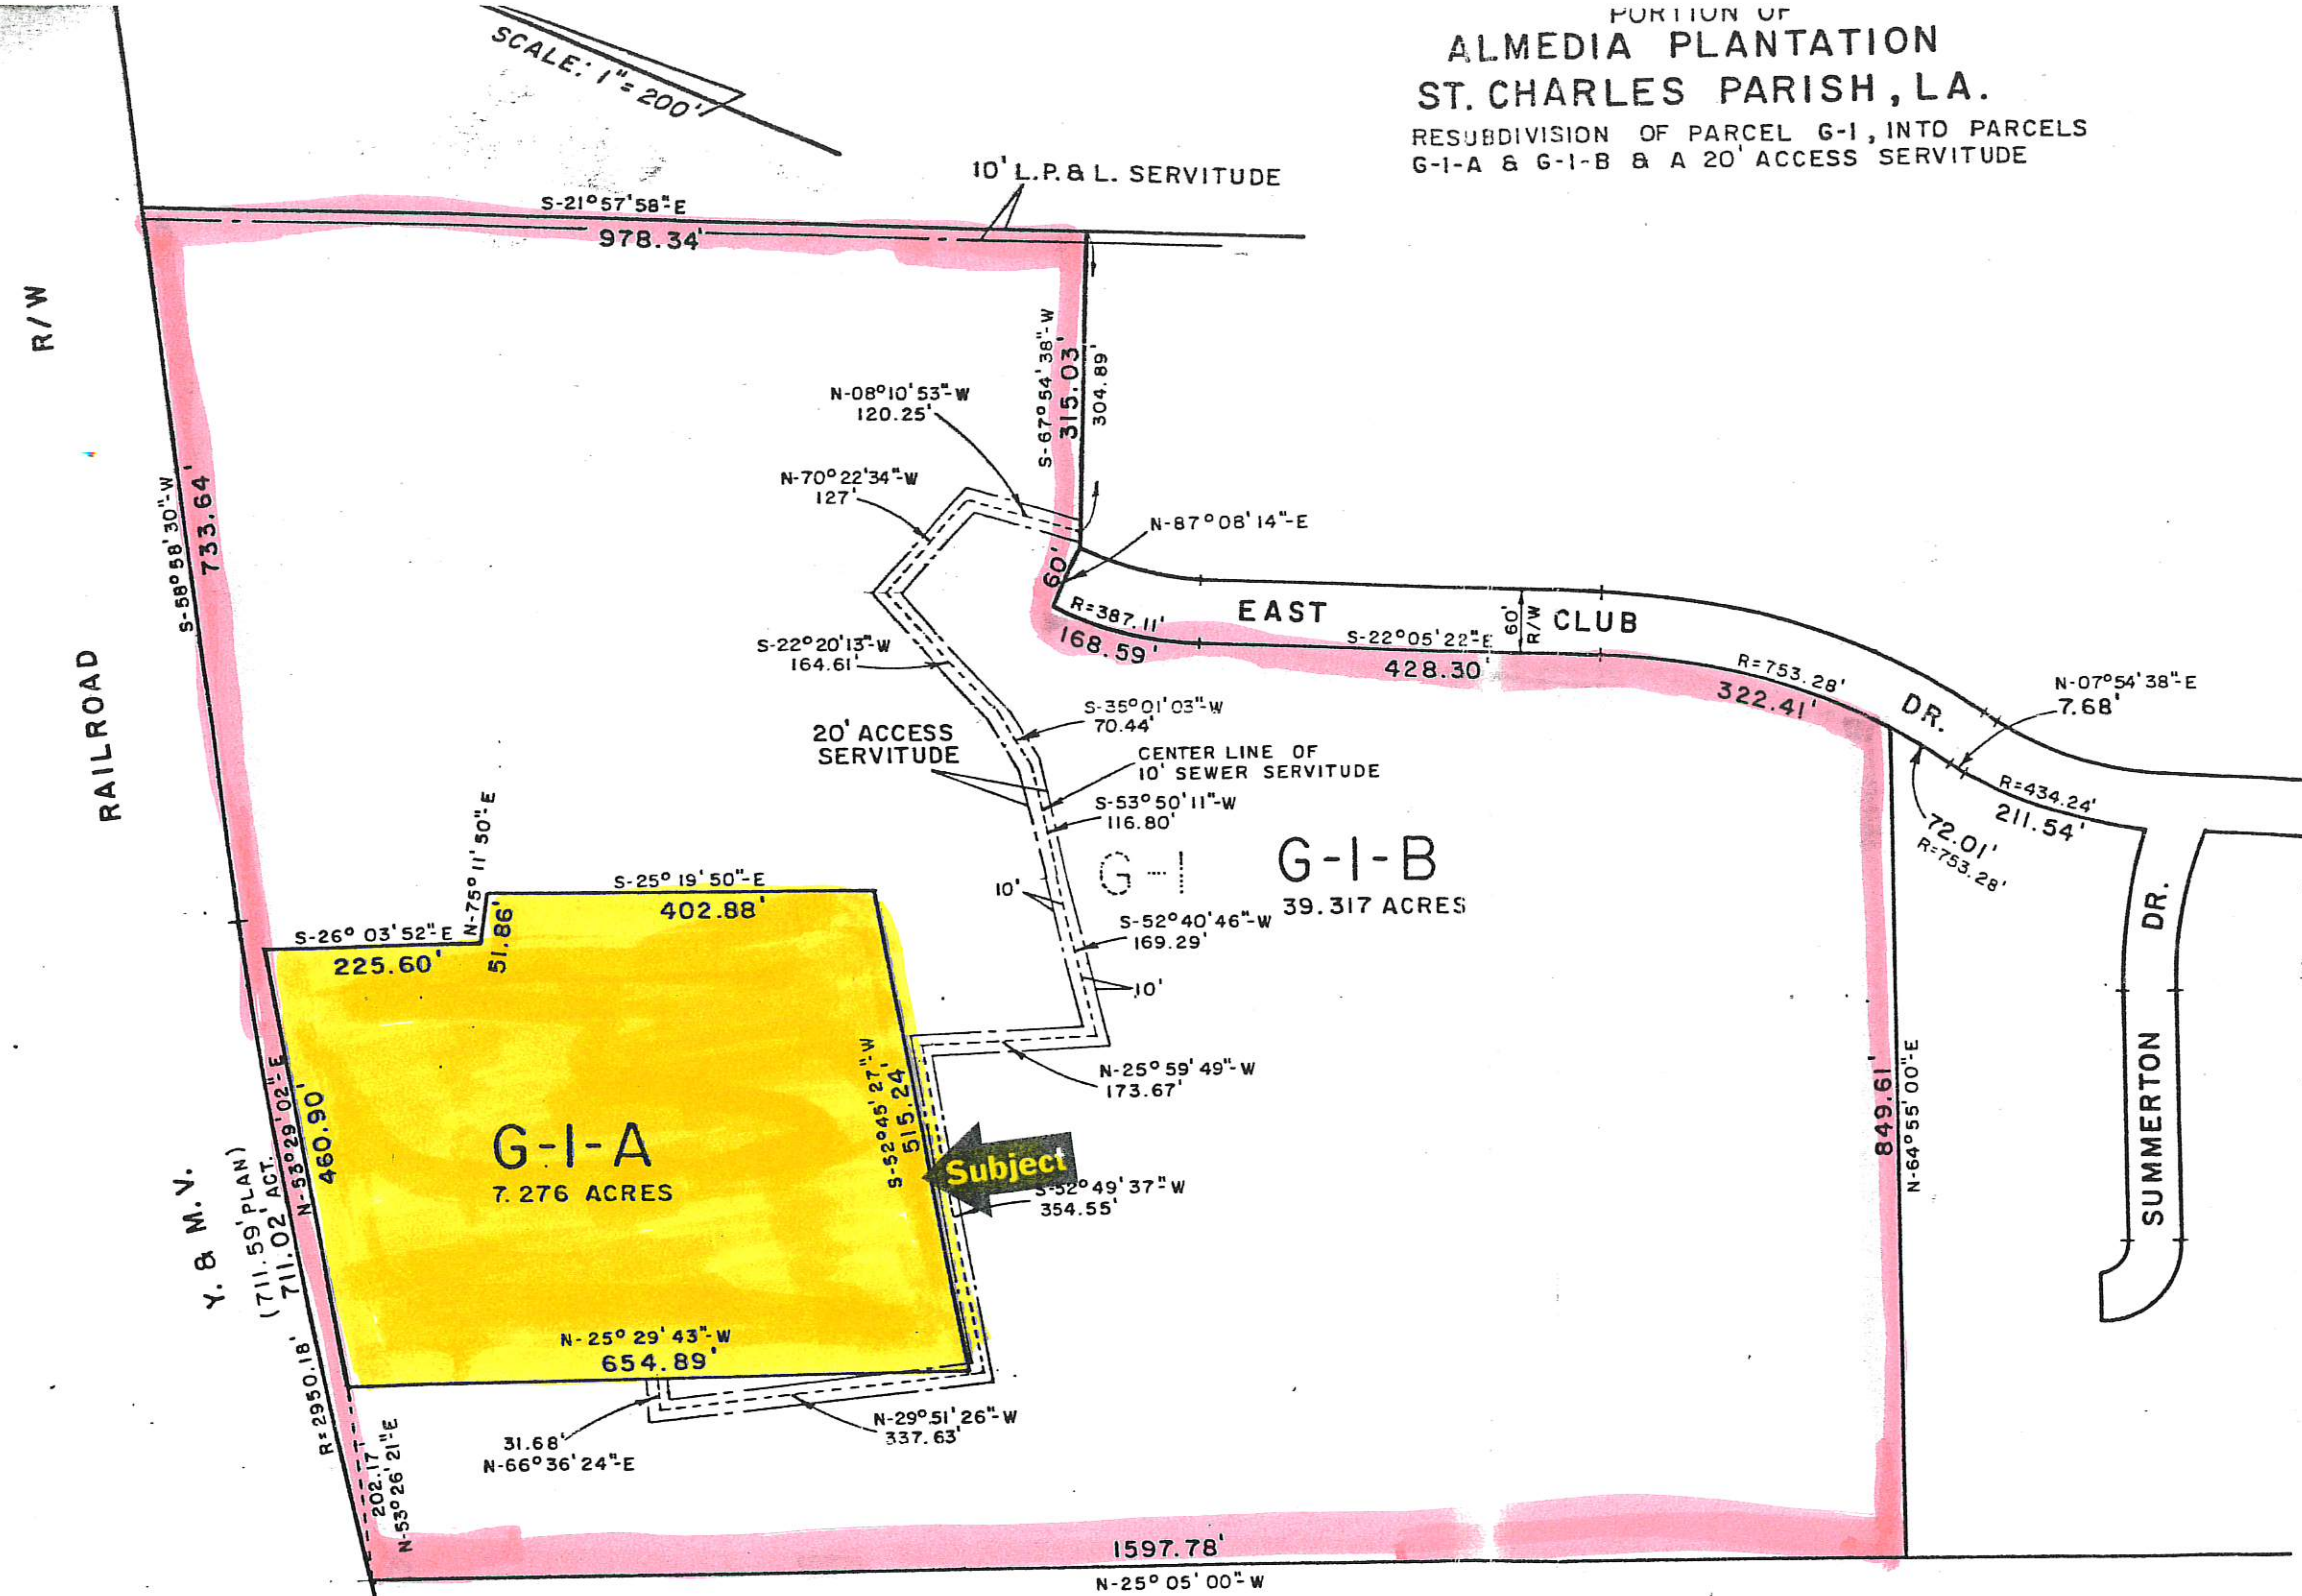 PORTION OF
ALMEDIA PLANTATION
ST. CHARLES PARISH, LA.
RESUBDIVISION OF PARCEL G-1, INTO PARCELS
G-1-A & G-1-B & A 20' ACCESS SERVITUDE
SCALE: 1"= 200'
10' L.P. & L. SERVITUDE
S-21°57'58"-E
978.34'
R/W
S-67°54'38"-W
315.03'
304.89'
N-08°10'53"-W
120.25'
N-70°22'34"-W
127'
N-87°08'14"-E
60'
S-58°58'30"-W
733.64'
R=387.11'
168.59'
EAST
CLUB
DR.
60'
R/W
S-22°05'22"-E
428.30'
R=753.28'
322.41'
N-07°54'38"-E
7.68'
S-22°20'13"-W
164.61'
RAILROAD
S-35°01'03"-W
70.44'
20' ACCESS
SERVITUDE
CENTER LINE OF
10' SEWER SERVITUDE
S-53°50'11"-W
116.80'
R=434.24'
211.54'
72.01'
R=753.28'
G-1
G-1-B
39.317 ACRES
10'
S-52°40'46"-W
169.29'
10'
N-75°11'50"-E
51.86'
S-25°19'50"-E
402.88'
S-26°03'52"-E
225.60'
SUMMERTON
DR.
N-25°59'49"-W
173.67'
849.61'
N-64°55'00"-E
S-52°45'27"-W
515.24'
N-53°29'02"-E
460.90'
G-1-A
7.276 ACRES
Subject
S-52°49'37"W
354.55'
Y. & M. V.
(711.59' PLAN)
711.02' ACT.
R=2950.18'
N-25°29'43"-W
654.89'
N-29°51'26"-W
337.63'
31.68'
N-66°36'24"-E
202.17'
N-53°26'21"E
1597.78'
N-25°05'00"-W